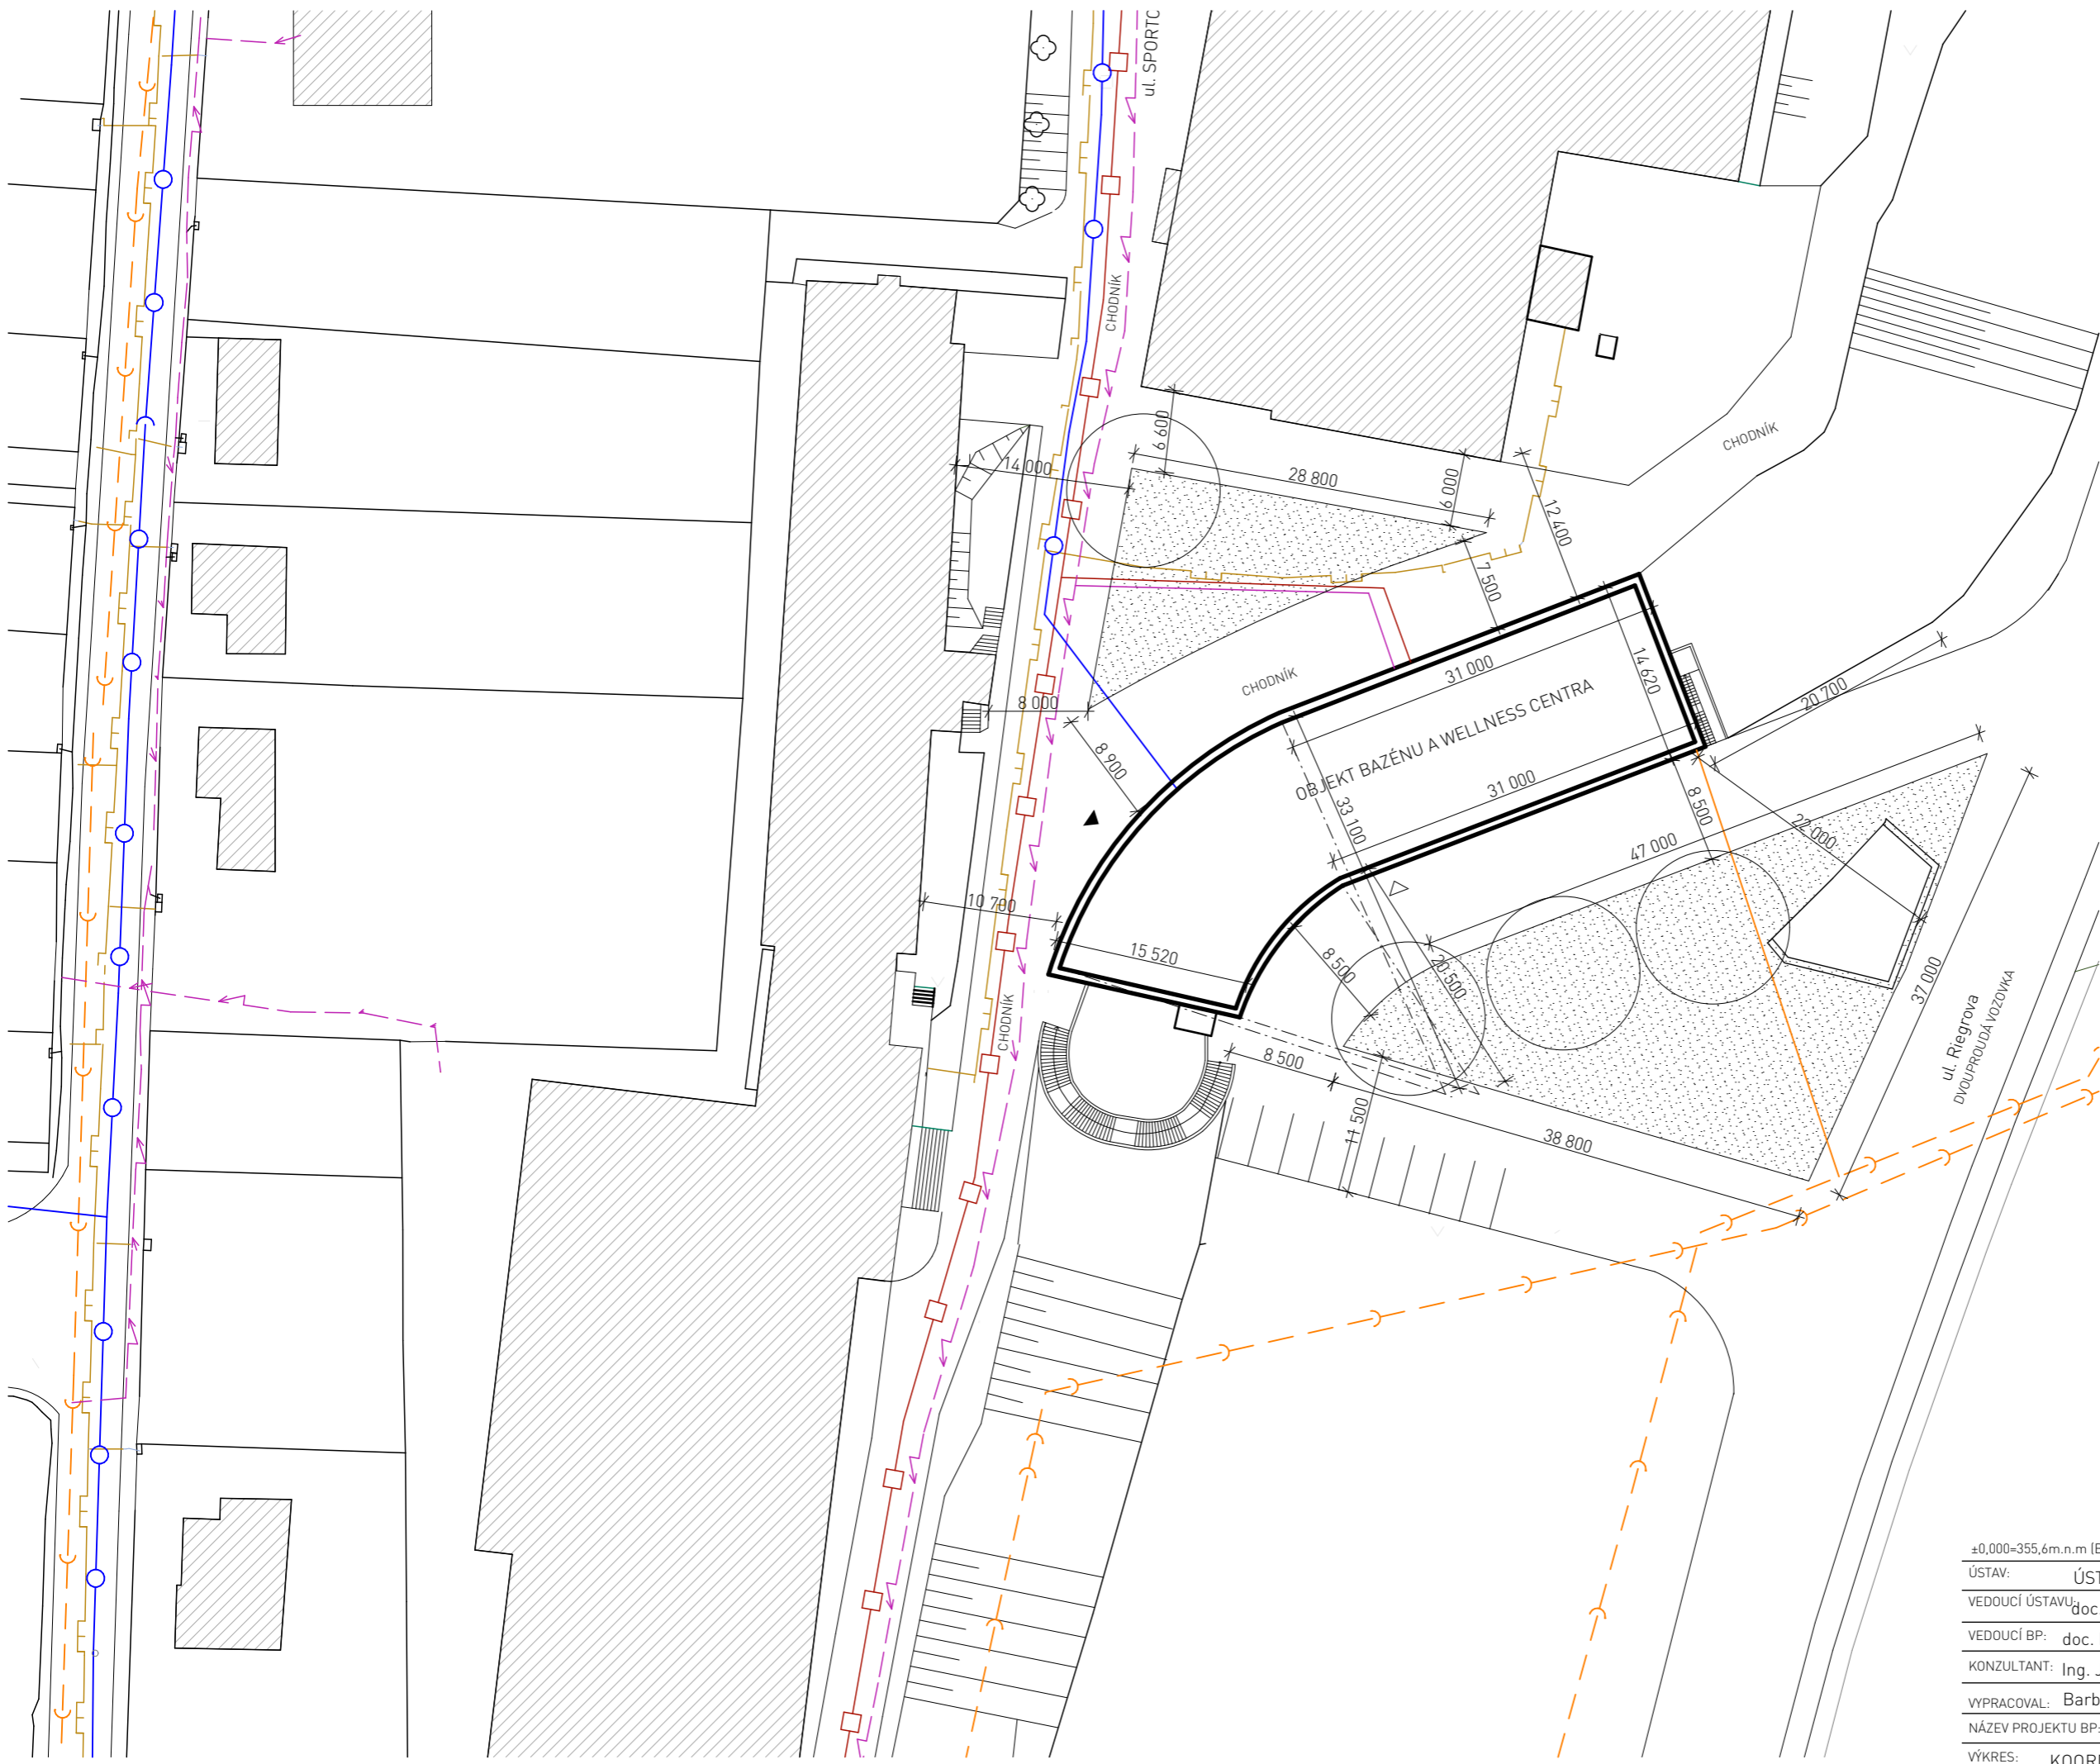 ul. SPORTO
CHODNÍK
6 600
14 000
28 800
6 000
12 400
CHODNÍK
7 500
CHODNÍK
8 000
8 900
31 000
14 620
OBJEKT BAZÉNU A WELLNESS CENTRA
20 700
31 000
33 100
8 500
22 000
47 000
10 700
15 520
8 500
20 500
37 000
ul. Riegrova
DVOUPROUDÁ VOZOVKA
CHODNÍK
8 500
11 500
38 800
±0,000=355,6m.n.m (B
ÚSTAV: ÚST
VEDOUCÍ ÚSTAVU: doc.
VEDOUCÍ BP: doc.
KONZULTANT: Ing. J
VYPRACOVAL: Barb
NÁZEV PROJEKTU BP:
VÝKRES: KOORD